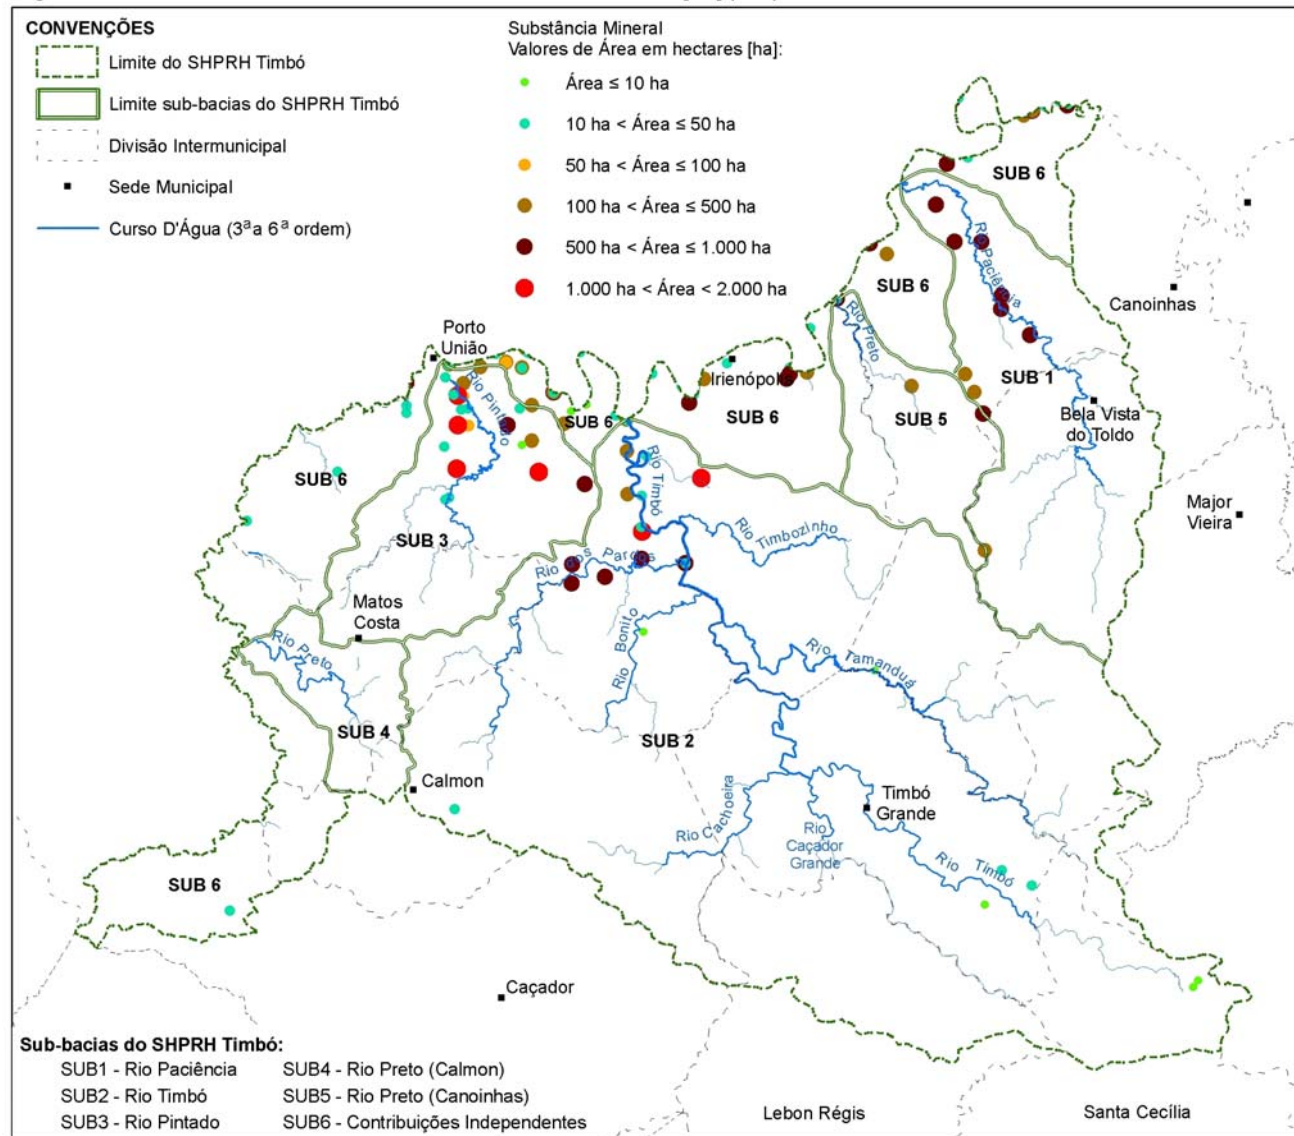 CONVENÇÕES
Limite do SHPRH Timbó
Limite sub-bacias do SHPRH Timbó
Divisão Intermunicipal
Sede Municipal
Curso D'Água (3ª a 6ª ordem)
Substância Mineral
Valores de Área em hectares [ha]:
Área ≤ 10 ha
10 ha < Área ≤ 50 ha
50 ha < Área ≤ 100 ha
100 ha < Área ≤ 500 ha
500 ha < Área ≤ 1.000 ha
1.000 ha < Área < 2.000 ha
SUB 6
Rio Paciência
SUB 6
Canoinhas
Porto
União
Rio Preto
Irienópolis
SUB 1
Rio Pintado
SUB 6
SUB 6
SUB 5
Bela Vista
do Toldo
SUB 6
Rio Timbó
Major
Vieira
SUB 3
Rio Timbozinho
Rio dos Pardos
Matos
Costa
Rio Bonito
Rio Preto
Rio Tamanduá
SUB 4
SUB 2
Calmon
Timbó
Grande
Rio Cachoeira
Rio
Caçador
Grande
Rio Timbó
SUB 6
Caçador
Sub-bacias do SHPRH Timbó:
SUB1 - Rio Paciência
SUB2 - Rio Timbó
SUB3 - Rio Pintado
SUB4 - Rio Preto (Calmon)
SUB5 - Rio Preto (Canoinhas)
SUB6 - Contribuições Independentes
Lebon Régis
Santa Cecília